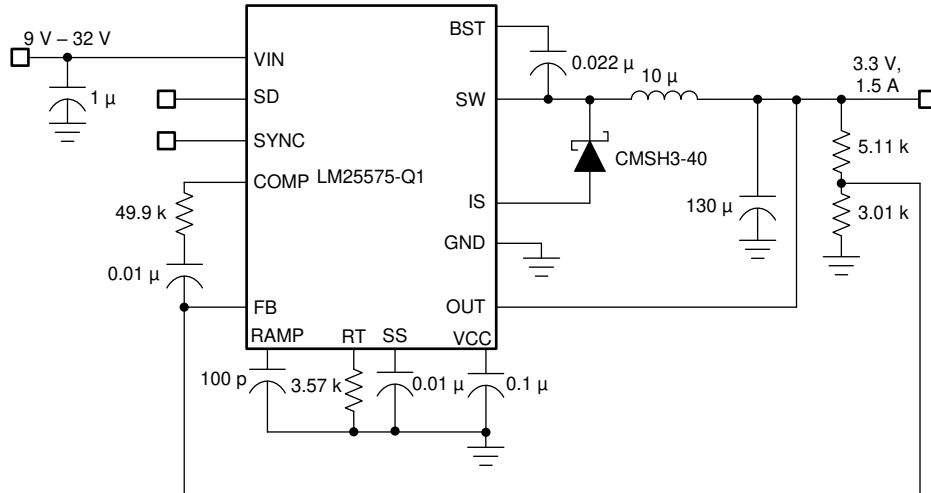 9 V – 32 V
VIN
1 µ
SD
SYNC
COMP
LM25575-Q1
49.9 k
0.01 µ
FB
RAMP
RT
SS
VCC
100 p
3.57 k
0.01 µ
0.1 µ
BST
0.022 µ
SW
10 µ
3.3 V,
1.5 A
CMSH3-40
5.11 k
IS
130 µ
3.01 k
GND
OUT